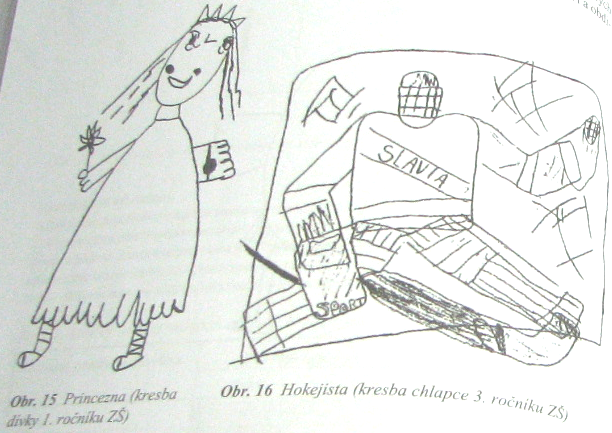 SLAVIA
SPORT
Obr. 15 Princezna (kresba
dívky 1. ročníku ZŠ)
Obr. 16 Hokejista (kresba chlapce 3. ročníku ZŠ)